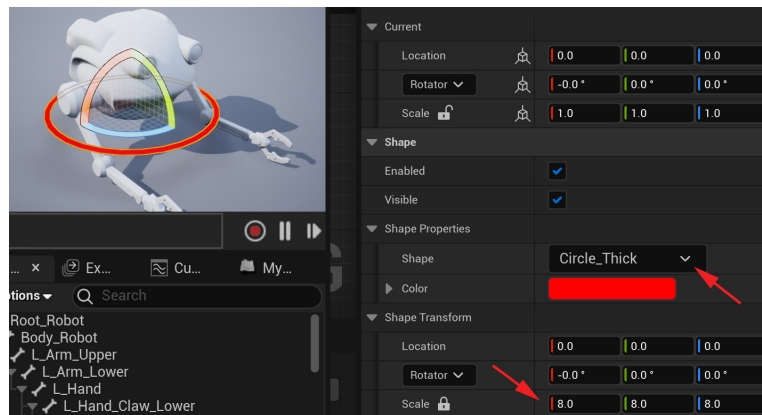 Current
Location 0.0 0.0 0.0
Rotator -0.0° 0.0° 0.0°
Scale 1.0 1.0 1.0
Shape
Enabled
Visible
Shape Properties
Shape Circle_Thick
Color
Shape Transform
Location 0.0 0.0 0.0
Rotator -0.0° 0.0° 0.0°
Scale 8.0 8.0 8.0
... × Ex... Cu... My...
tions Search
Root_Robot
Body_Robot
L_Arm_Upper
L_Arm_Lower
L_Hand
L_Hand_Claw_Lower